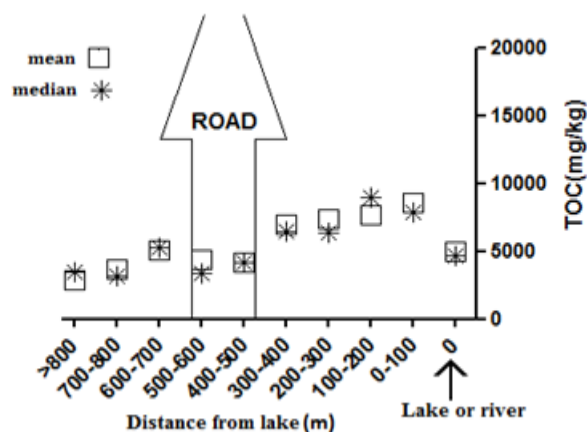 mean
median
ROAD
20000
15000
10000
5000
0
TOC(mg/kg)
>800
700-800
600-700
500-600
400-500
300-400
200-300
100-200
0-100
0
Distance from lake (m)
Lake or river